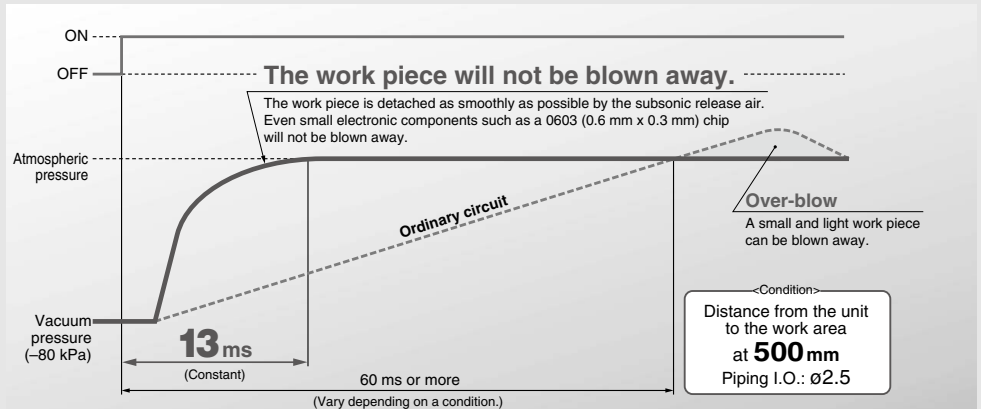 ON
OFF
The work piece will not be blown away.
The work piece is detached as smoothly as possible by the subsonic release air.
Even small electronic components such as a 0603 (0.6 mm x 0.3 mm) chip
will not be blown away.
Atmospheric
pressure
Ordinary circuit
Over-blow
A small and light work piece
can be blown away.
Vacuum
pressure
(–80 kPa)
13 ms
(Constant)
60 ms or more
(Vary depending on a condition.)
<Condition>
Distance from the unit
to the work area
at 500 mm
Piping I.O.: ø2.5